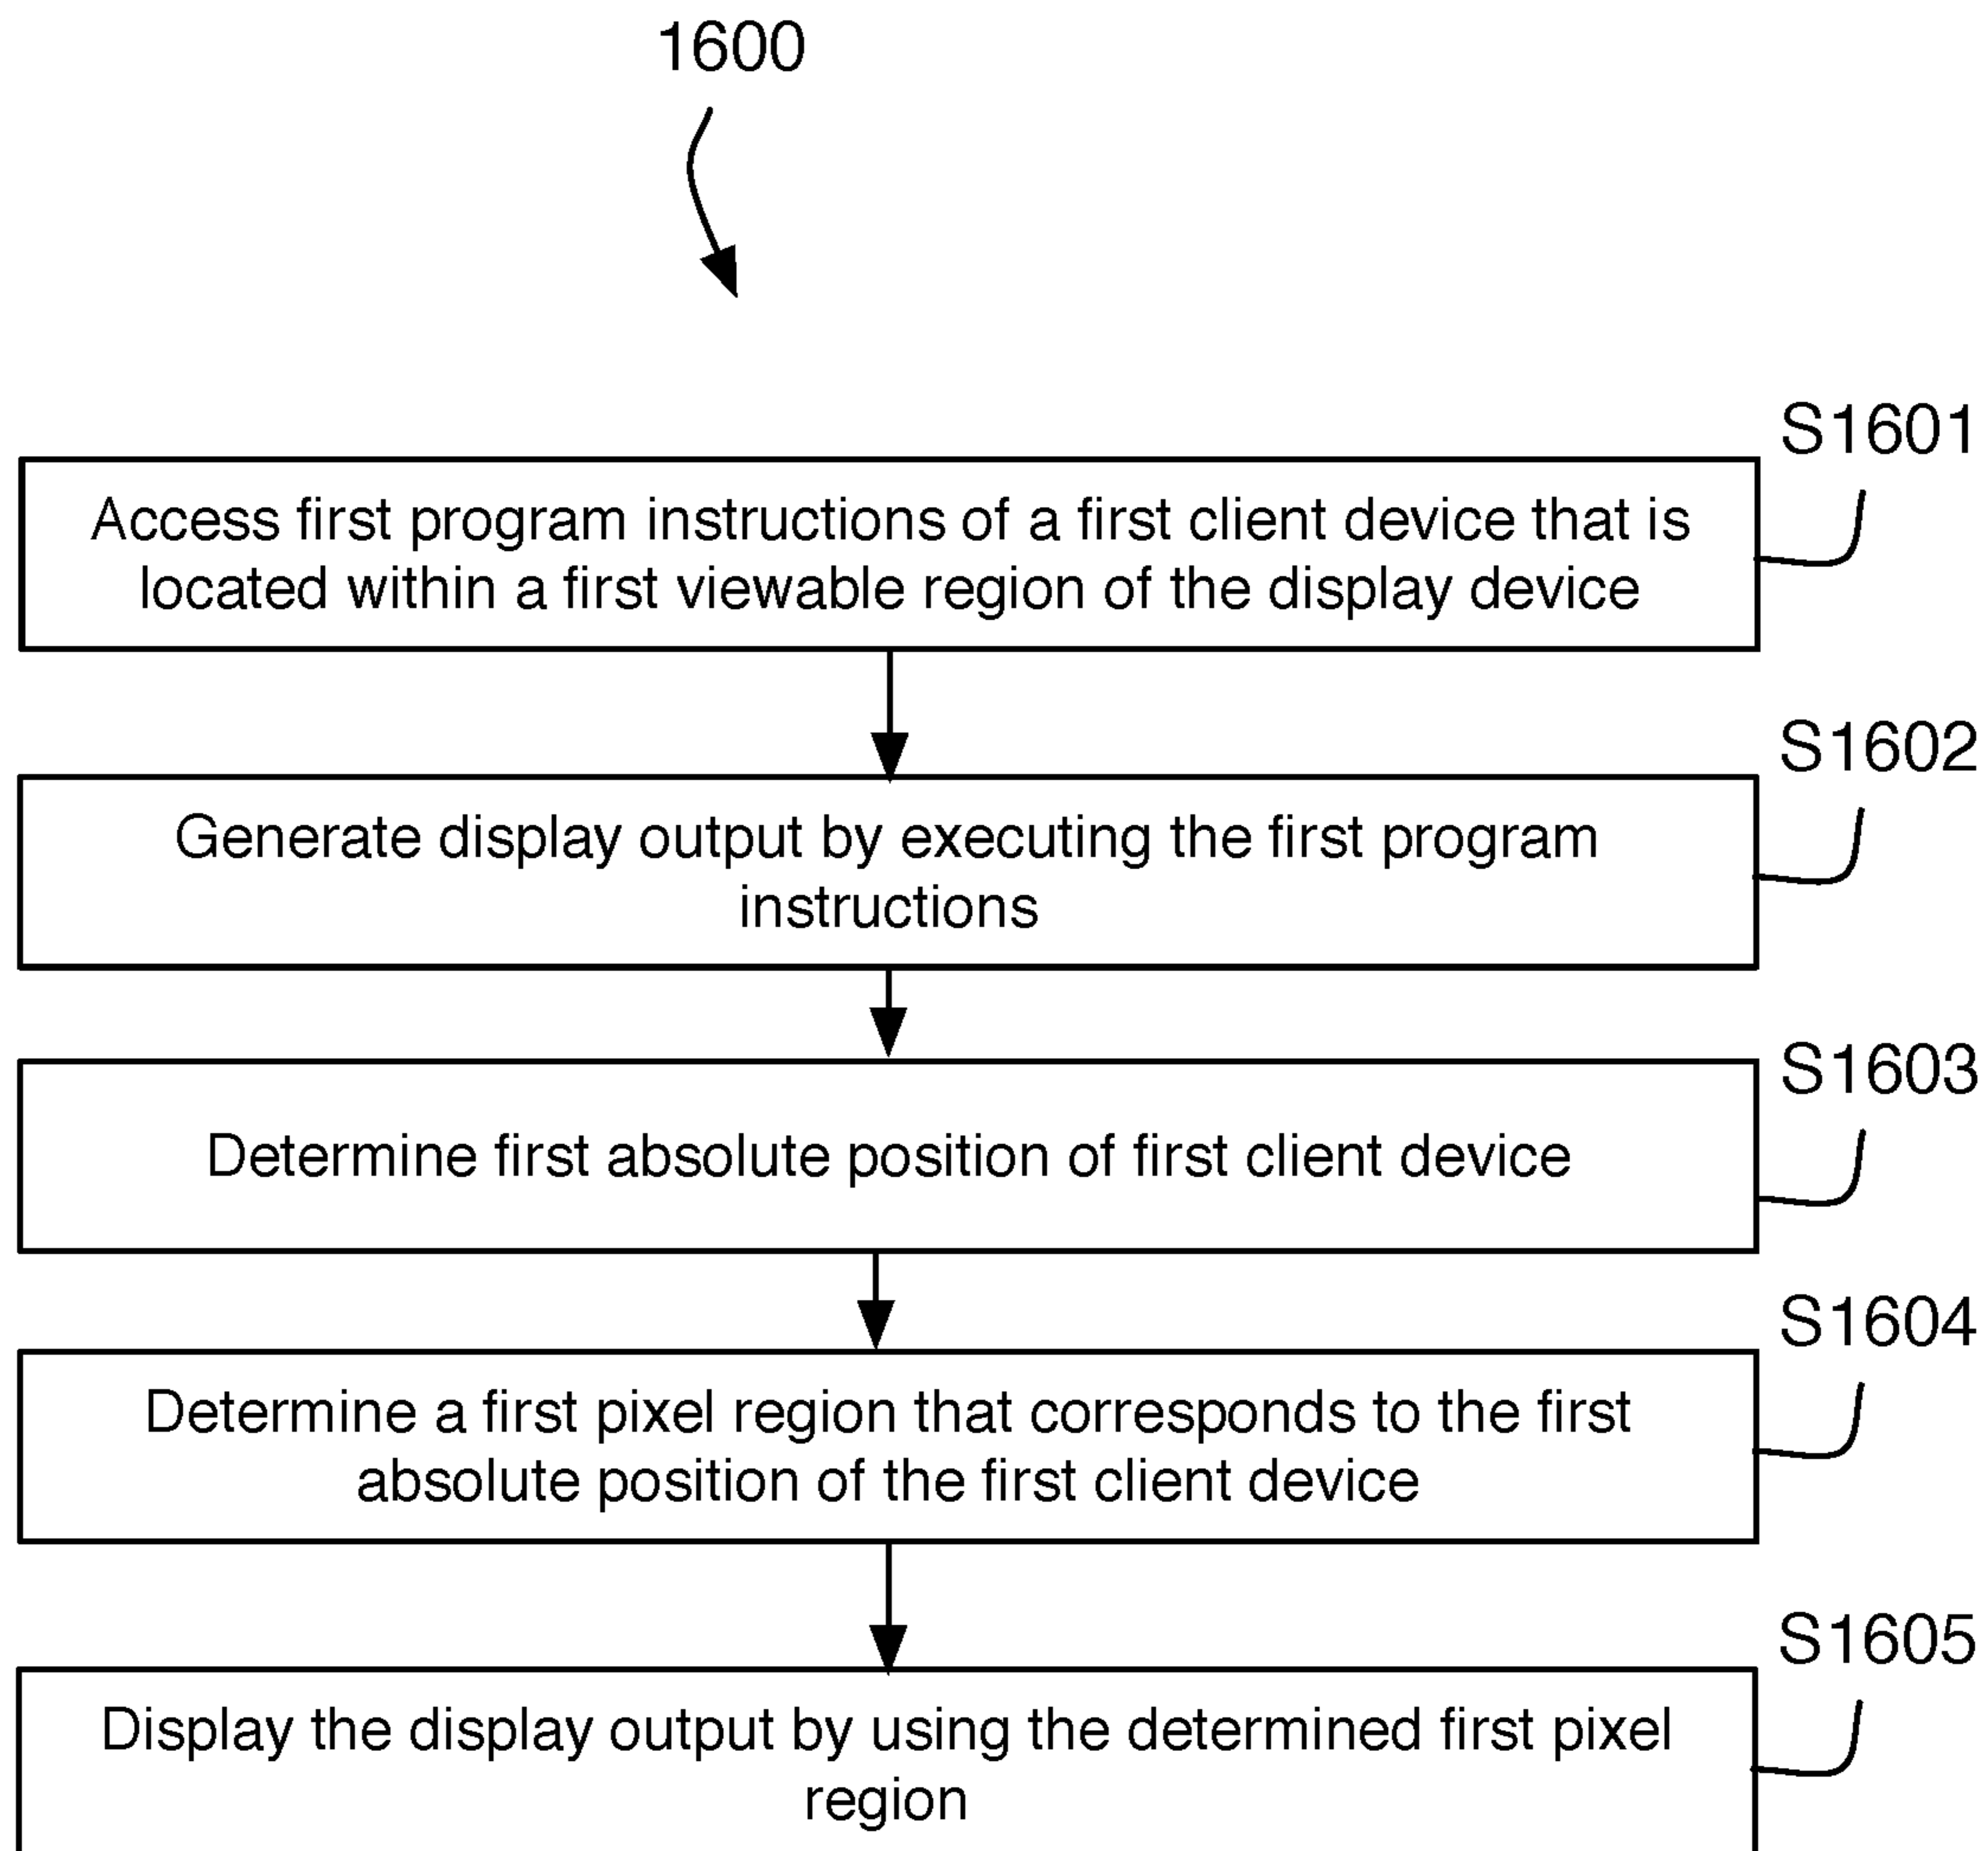 1600
S1601
Access first program instructions of a first client device that is
located within a first viewable region of the display device
S1602
Generate display output by executing the first program
instructions
S1603
Determine first absolute position of first client device
S1604
Determine a first pixel region that corresponds to the first
absolute position of the first client device
S1605
Display the display output by using the determined first pixel
region